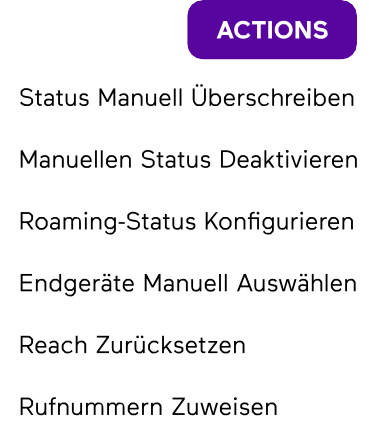 ACTIONS
Status Manuell Überschreiben
Manuellen Status Deaktivieren
Roaming-Status Konfigurieren
Endgeräte Manuell Auswählen
Reach Zurücksetzen
Rufnummern Zuweisen